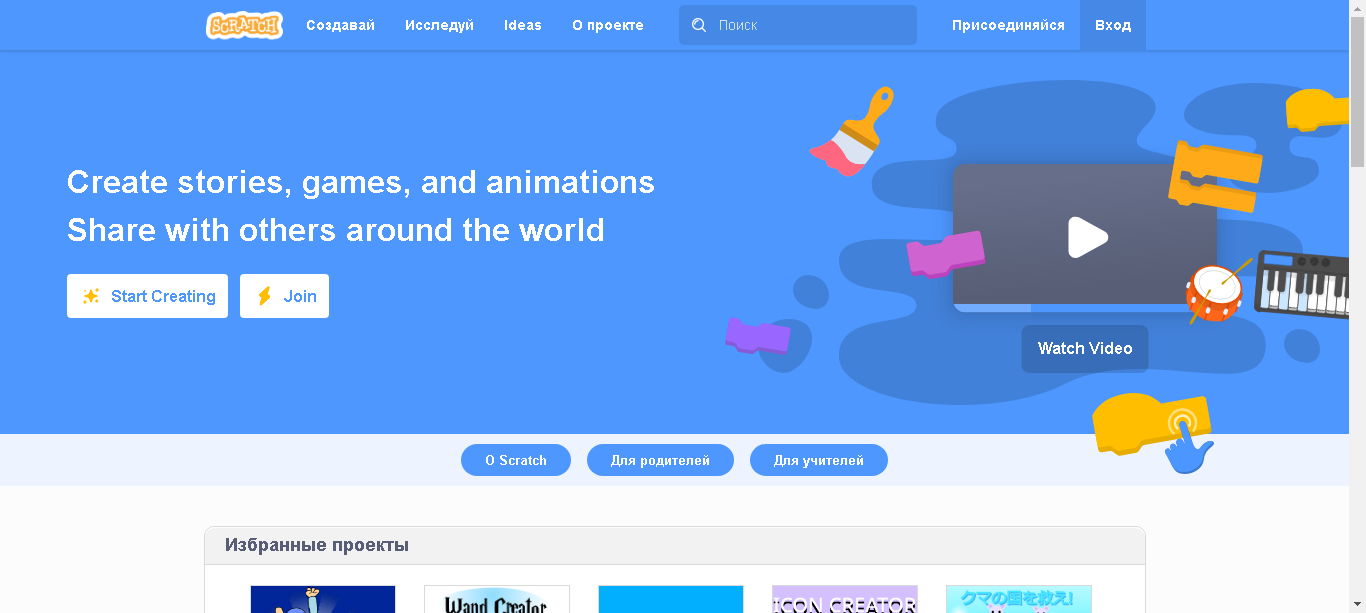 SCRATCH
Создавай
Исследуй
Ideas
О проекте
Поиск
Присоединяйся
Вход
Create stories, games, and animations
Share with others around the world
Start Creating
Join
Watch Video
О Scratch
Для родителей
Для учителей
Избранные проекты
Wand Creator
ICON CREATOR
クマの国を救え!